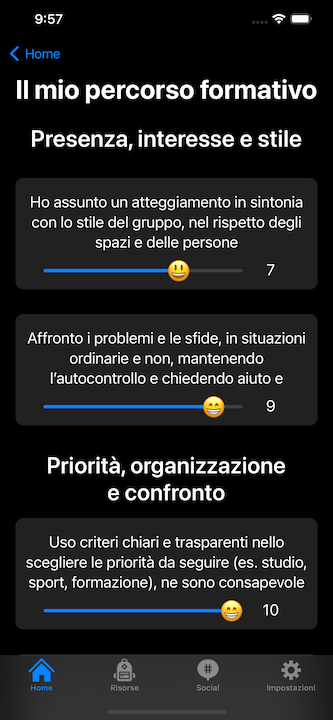 9:57
Home
Il mio percorso formativo
Presenza, interesse e stile
Ho assunto un atteggiamento in sintonia
con lo stile del gruppo, nel rispetto degli
spazi e delle persone
7
Affronto i problemi e le sfide, in situazioni
ordinarie e non, mantenendo
l'autocontrollo e chiedendo aiuto e
9
Priorità, organizzazione
e confronto
Uso criteri chiari e trasparenti nello
scegliere le priorità da seguire (es. studio,
sport, formazione), ne sono consapevole
10
Home Risorse Social Impostazioni